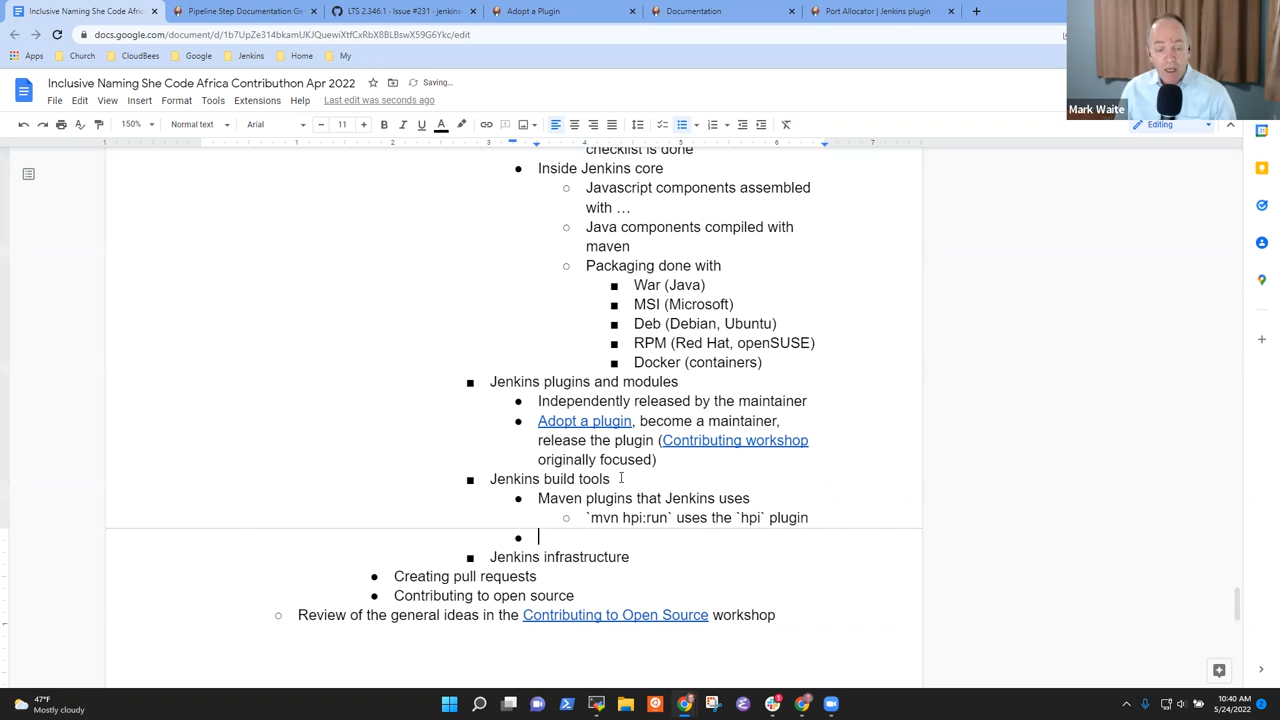 Inclusive Naming She Code Afric
Pipeline Step Documentation Ge
LTS 2.346.1 - Issue #231 - jenkins
Adopt a Plugin
Documentation
Port Allocator | Jenkins plugin
docs.google.com/document/d/1b7UpZe314bkamUKJQuewiXtfCxRbX8BLBswX59G6Ykc/edit
Apps
Church
CloudBees
Google
Jenkins
Home
My
Inclusive Naming She Code Africa Contributhon Apr 2022
Saving...
File Edit View Insert Format Tools Extensions Help Last edit was seconds ago
Mark Waite
150% Normal text Arial 11 Editing
1 1 2 3 4 5 6 7
checklist is done
● Inside Jenkins core
○ Javascript components assembled
with …
○ Java components compiled with
maven
○ Packaging done with
■ War (Java)
■ MSI (Microsoft)
■ Deb (Debian, Ubuntu)
■ RPM (Red Hat, openSUSE)
■ Docker (containers)
■ Jenkins plugins and modules
● Independently released by the maintainer
● Adopt a plugin, become a maintainer,
release the plugin (Contributing workshop
originally focused)
■ Jenkins build tools
● Maven plugins that Jenkins uses
○ `mvn hpi:run` uses the `hpi` plugin
●
■ Jenkins infrastructure
● Creating pull requests
● Contributing to open source
○ Review of the general ideas in the Contributing to Open Source workshop
47°F
Mostly cloudy
10:40 AM
5/24/2022